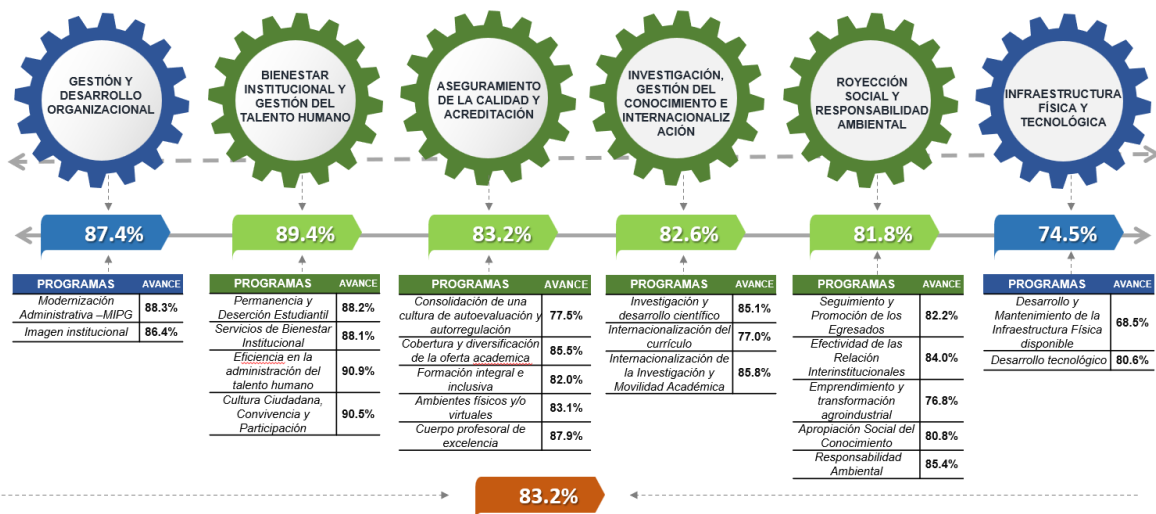 GESTIÓN Y
DESARROLLO
ORGANIZACIONAL
BIENESTAR
INSTITUCIONAL Y
GESTIÓN DEL
TALENTO HUMANO
ASEGURAMIENTO
DE LA CALIDAD Y
ACREDITACIÓN
INVESTIGACIÓN,
GESTIÓN DEL
CONOCIMIENTO E
INTERNACIONALIZ
ACIÓN
ROYECCIÓN
SOCIAL Y
RESPONSABILIDAD
AMBIENTAL
INFRAESTRUCTURA
FÍSICA Y
TECNOLÓGICA
87.4%
89.4%
83.2%
82.6%
81.8%
74.5%
PROGRAMAS AVANCE
Modernización
Administrativa –MIPG 88.3%
Imagen institucional 86.4%
PROGRAMAS AVANCE
Permanencia y
Deserción Estudiantil 88.2%
Servicios de Bienestar
Institucional 88.1%
Eficiencia en la
administración del
talento humano 90.9%
Cultura Ciudadana,
Convivencia y
Participación 90.5%
PROGRAMAS AVANCE
Consolidación de una
cultura de autoevaluación y
autorregulación 77.5%
Cobertura y diversificación
de la oferta academica 85.5%
Formación integral e
inclusiva 82.0%
Ambientes físicos y/o
virtuales 83.1%
Cuerpo profesoral de
excelencia 87.9%
PROGRAMAS AVANCE
Investigación y
desarrollo científico 85.1%
Internacionalización del
currículo 77.0%
Internacionalización de
la Investigación y
Movilidad Académica 85.8%
PROGRAMAS AVANCE
Seguimiento y
Promoción de los
Egresados 82.2%
Efectividad de las
Relación
Interinstitucionales 84.0%
Emprendimiento y
transformación
agroindustrial 76.8%
Apropiación Social del
Conocimiento 80.8%
Responsabilidad
Ambiental 85.4%
PROGRAMAS AVANCE
Desarrollo y
Mantenimiento de la
Infraestructura Física
disponible 68.5%
Desarrollo tecnológico 80.6%
83.2%